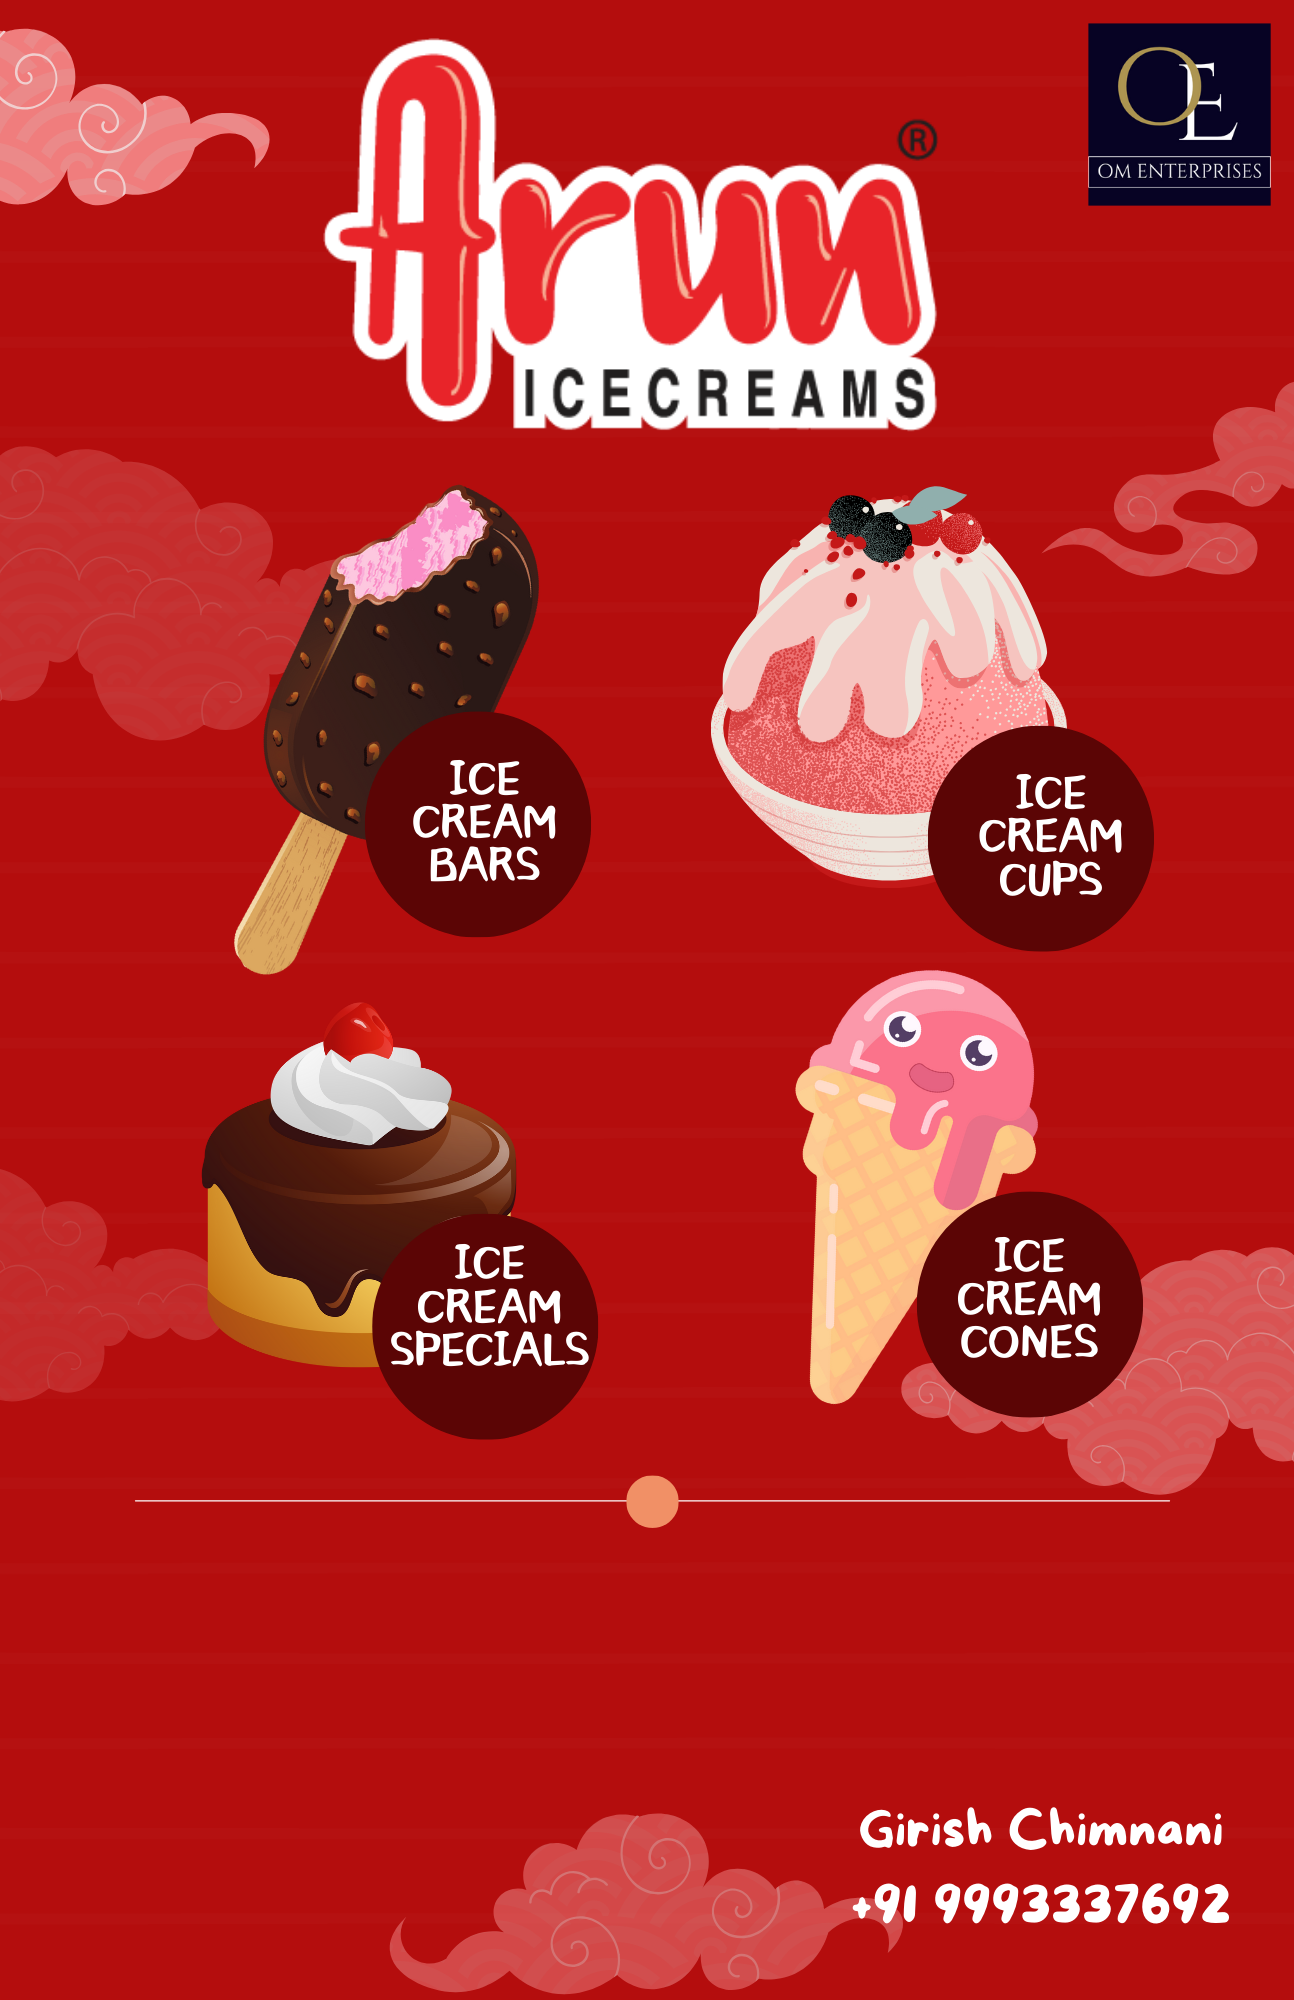 Arun
®
ICECREAMS
OE
OM ENTERPRISES
ICE
CREAM
BARS
ICE
CREAM
CUPS
ICE
CREAM
SPECIALS
ICE
CREAM
CONES
Girish Chimnani
+91 9993337692